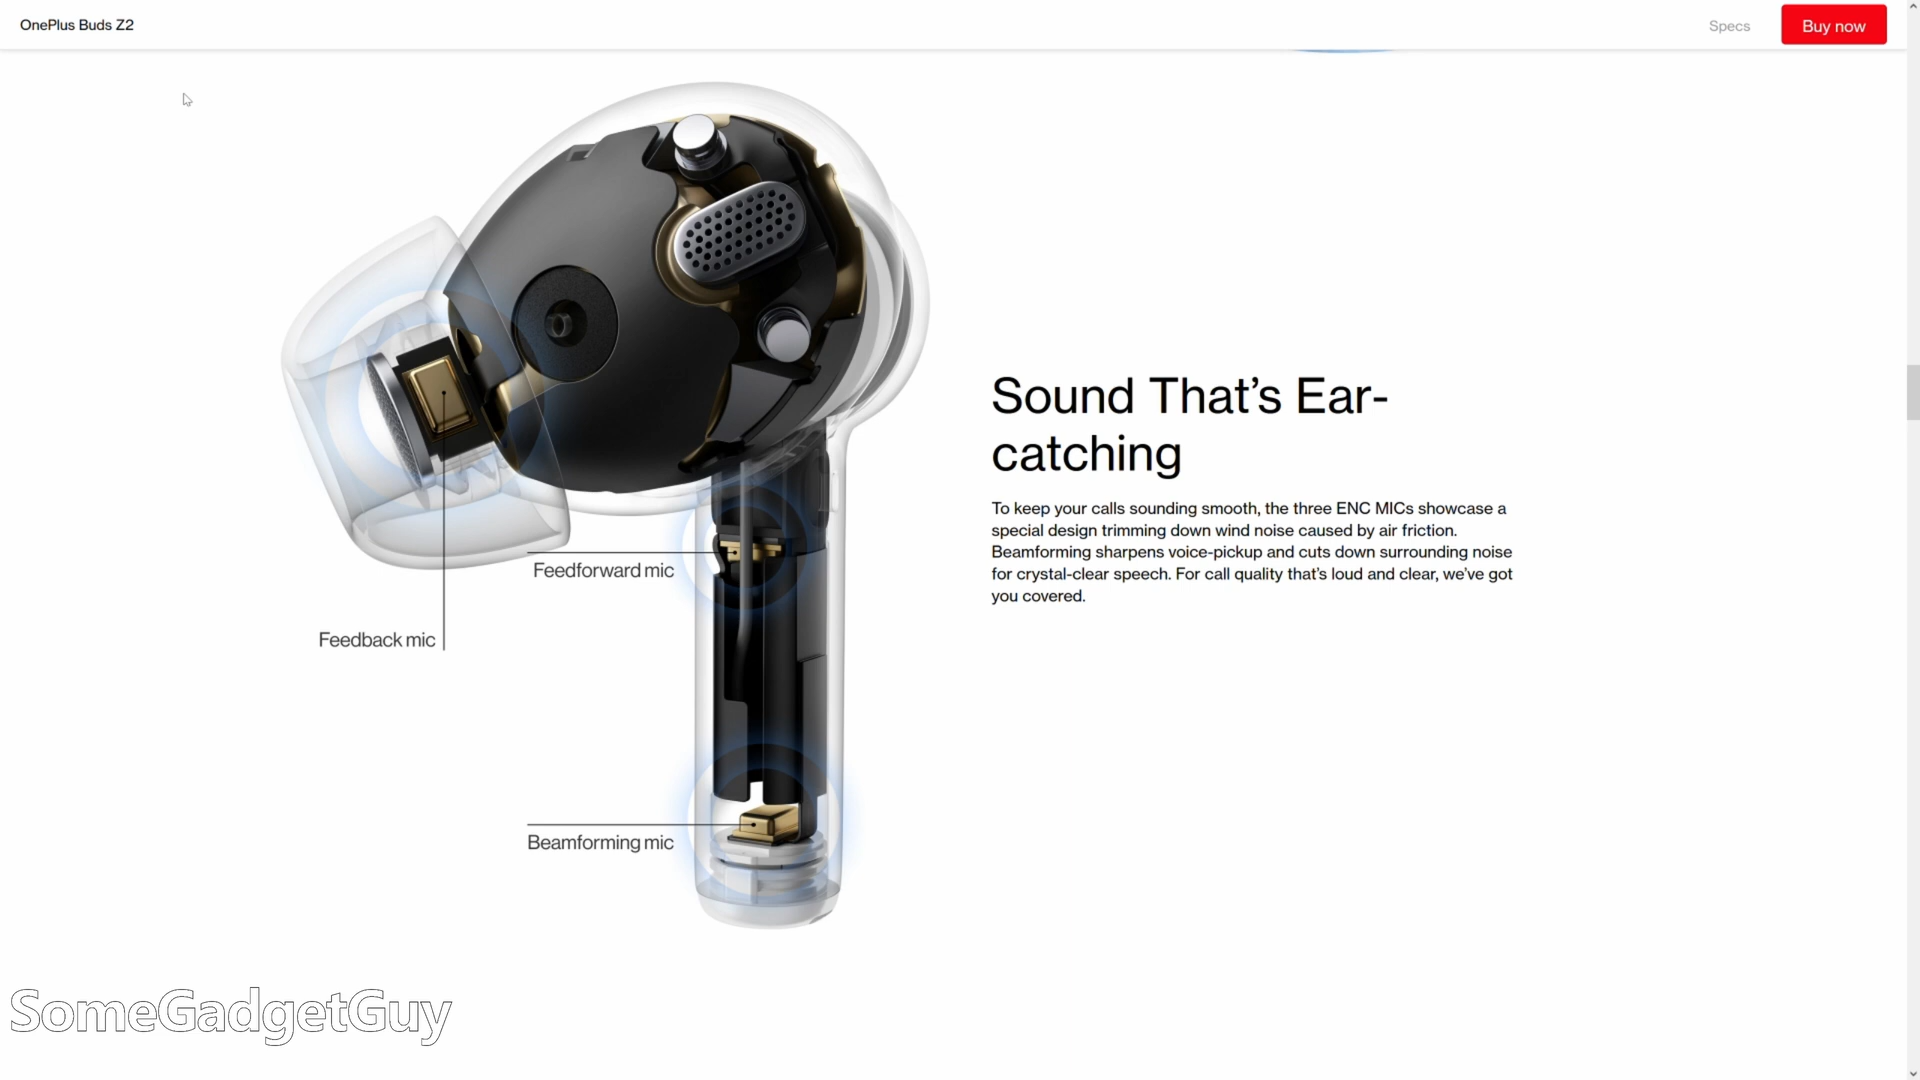 OnePlus Buds Z2
Specs
Buy now
Sound That’s Ear-
catching
To keep your calls sounding smooth, the three ENC MICs showcase a
special design trimming down wind noise caused by air friction.
Beamforming sharpens voice-pickup and cuts down surrounding noise
for crystal-clear speech. For call quality that’s loud and clear, we’ve got
you covered.
Feedforward mic
Feedback mic
Beamforming mic
SomeGadgetGuy